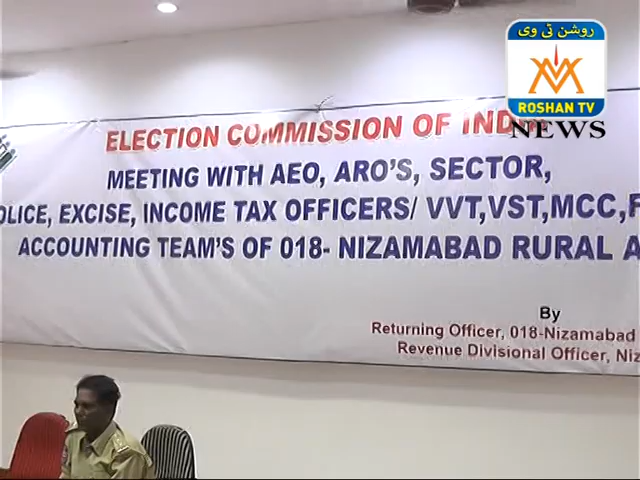 روشن ٹی وی
ROSHAN TV
NEWS
ELECTION COMMISSION OF INDIA
MEETING WITH AEO, ARO'S, SECTOR,
OLICE, EXCISE, INCOME TAX OFFICERS/ VVT,VST,MCC,F
ACCOUNTING TEAM'S OF 018- NIZAMABAD RURAL A
By
Returning Officer, 018-Nizamabad
Revenue Divisional Officer, Niz